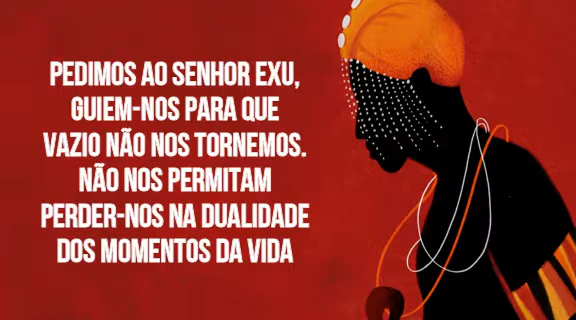 PEDIMOS AO SENHOR EXU,
GUIEM-NOS PARA QUE
VAZIO NÃO NOS TORNEMOS.
NÃO NOS PERMITAM
PERDER-NOS NA DUALIDADE
DOS MOMENTOS DA VIDA